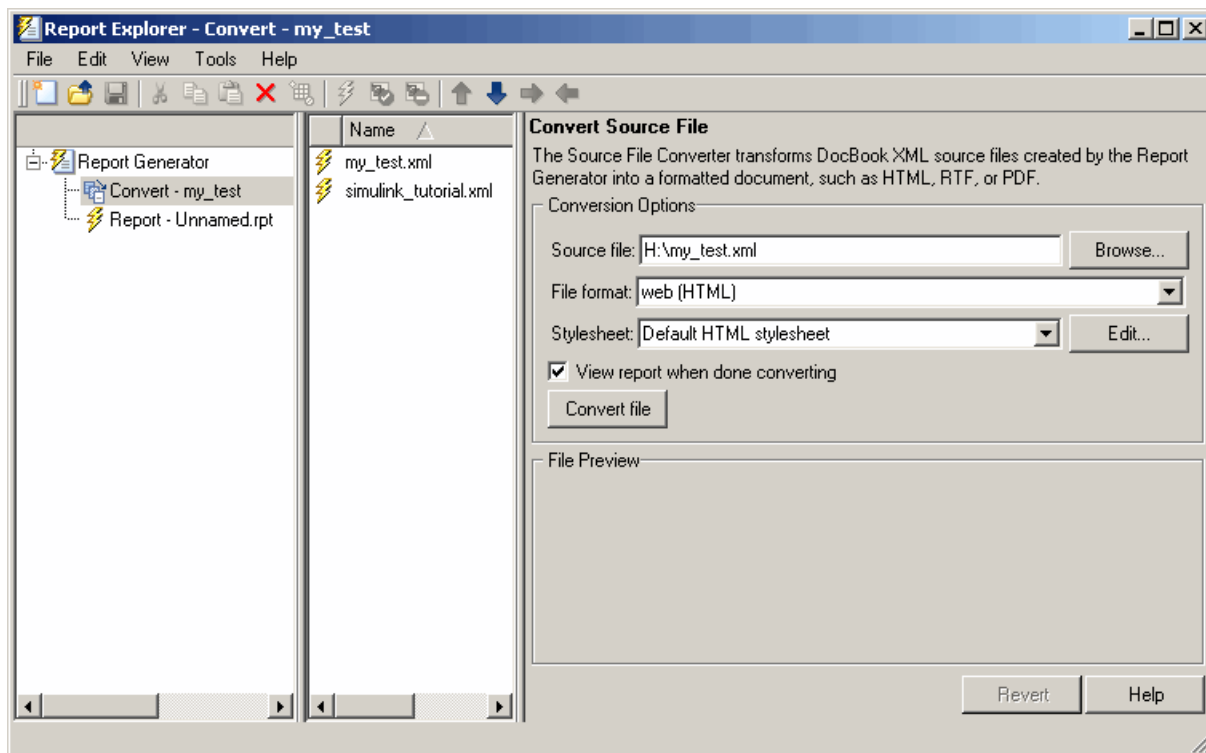 Report Explorer - Convert - my_test
File Edit View Tools Help
Name
Report Generator
Convert - my_test
Report - Unnamed.rpt
my_test.xml
simulink_tutorial.xml
Convert Source File
The Source File Converter transforms DocBook XML source files created by the Report
Generator into a formatted document, such as HTML, RTF, or PDF.
Conversion Options
Source file: H:\my_test.xml Browse...
File format: web (HTML)
Stylesheet: Default HTML stylesheet Edit...
View report when done converting
Convert file
File Preview
Revert Help